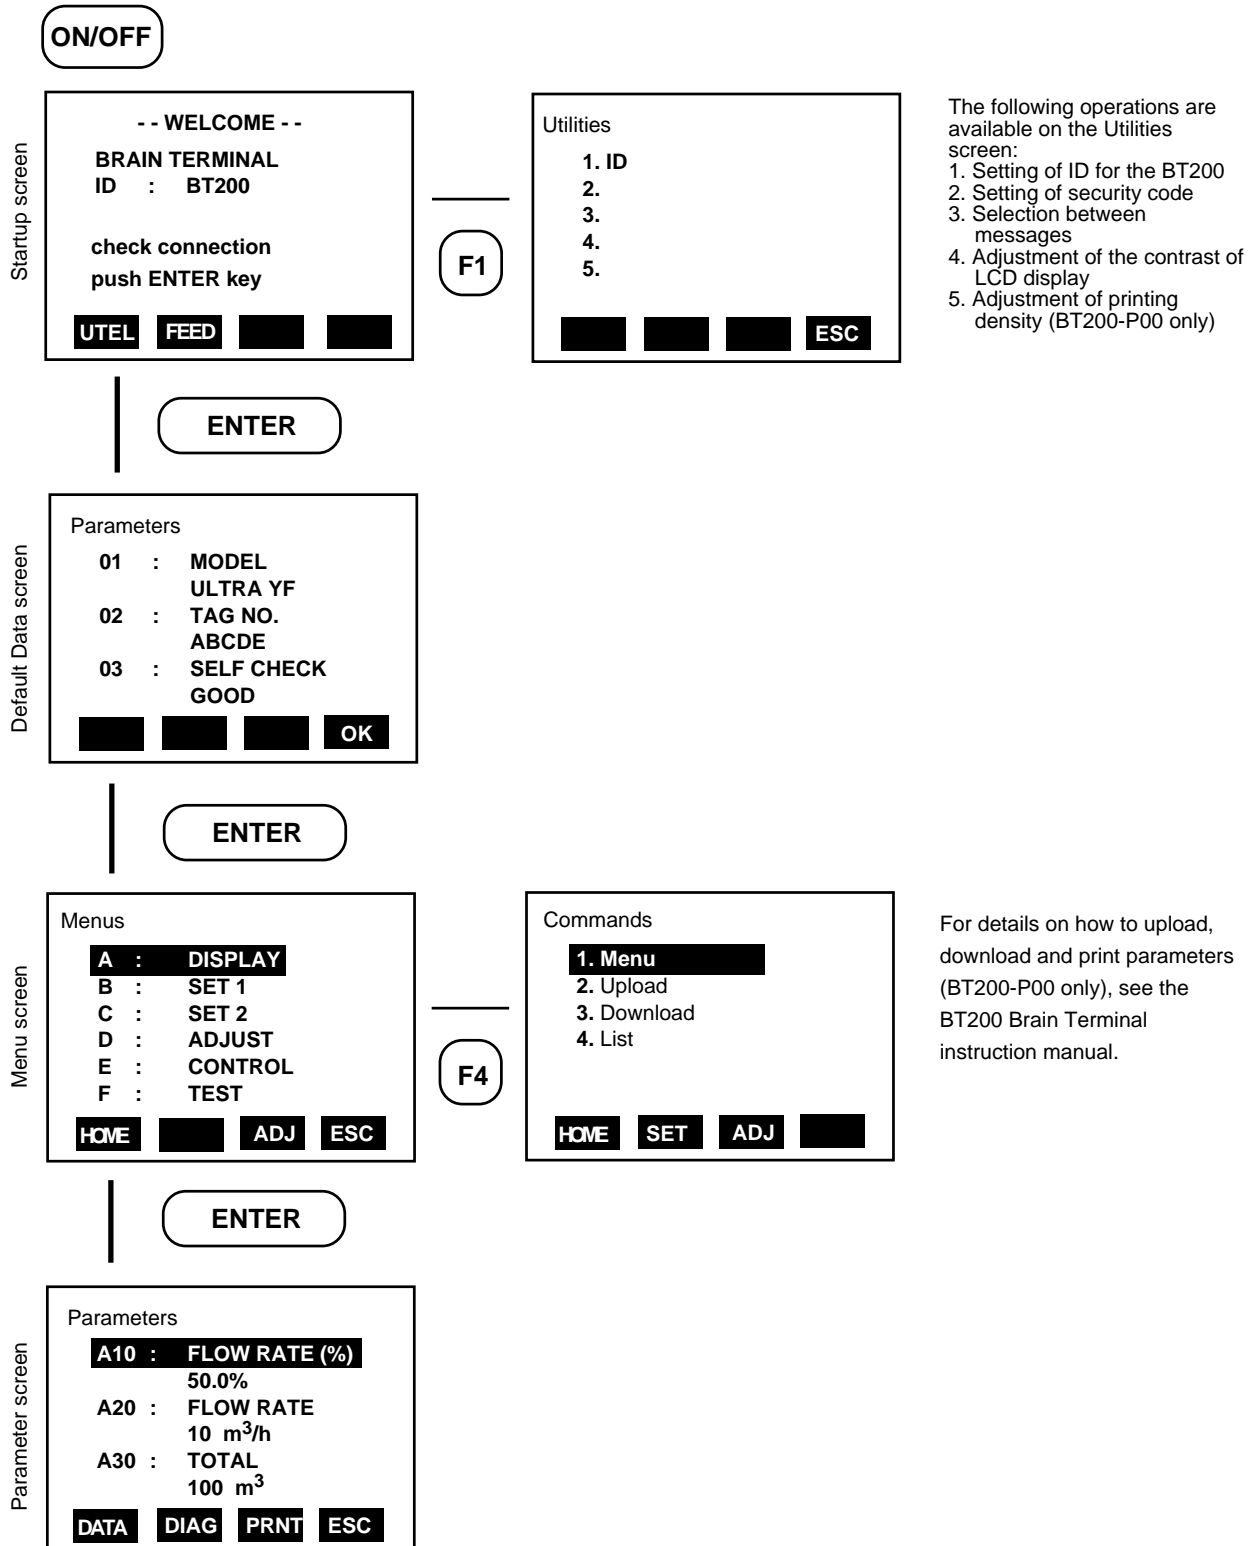 ON/OFF
Startup screen
- - WELCOME - -
BRAIN TERMINAL
ID : BT200
check connection
push ENTER key
UTEL FEED
F1
Utilities
1. ID
2.
3.
4.
5.
ESC
The following operations are
available on the Utilities
screen:
1. Setting of ID for the BT200
2. Setting of security code
3. Selection between
messages
4. Adjustment of the contrast of
LCD display
5. Adjustment of printing
density (BT200-P00 only)
ENTER
Default Data screen
Parameters
01 : MODEL
ULTRA YF
02 : TAG NO.
ABCDE
03 : SELF CHECK
GOOD
OK
ENTER
Menu screen
Menus
A : DISPLAY
B : SET 1
C : SET 2
D : ADJUST
E : CONTROL
F : TEST
HOME ADJ ESC
F4
Commands
1. Menu
2. Upload
3. Download
4. List
HOME SET ADJ
For details on how to upload,
download and print parameters
(BT200-P00 only), see the
BT200 Brain Terminal
instruction manual.
ENTER
Parameter screen
Parameters
A10 : FLOW RATE (%)
50.0%
A20 : FLOW RATE
10 m³/h
A30 : TOTAL
100 m³
DATA DIAG PRNT ESC